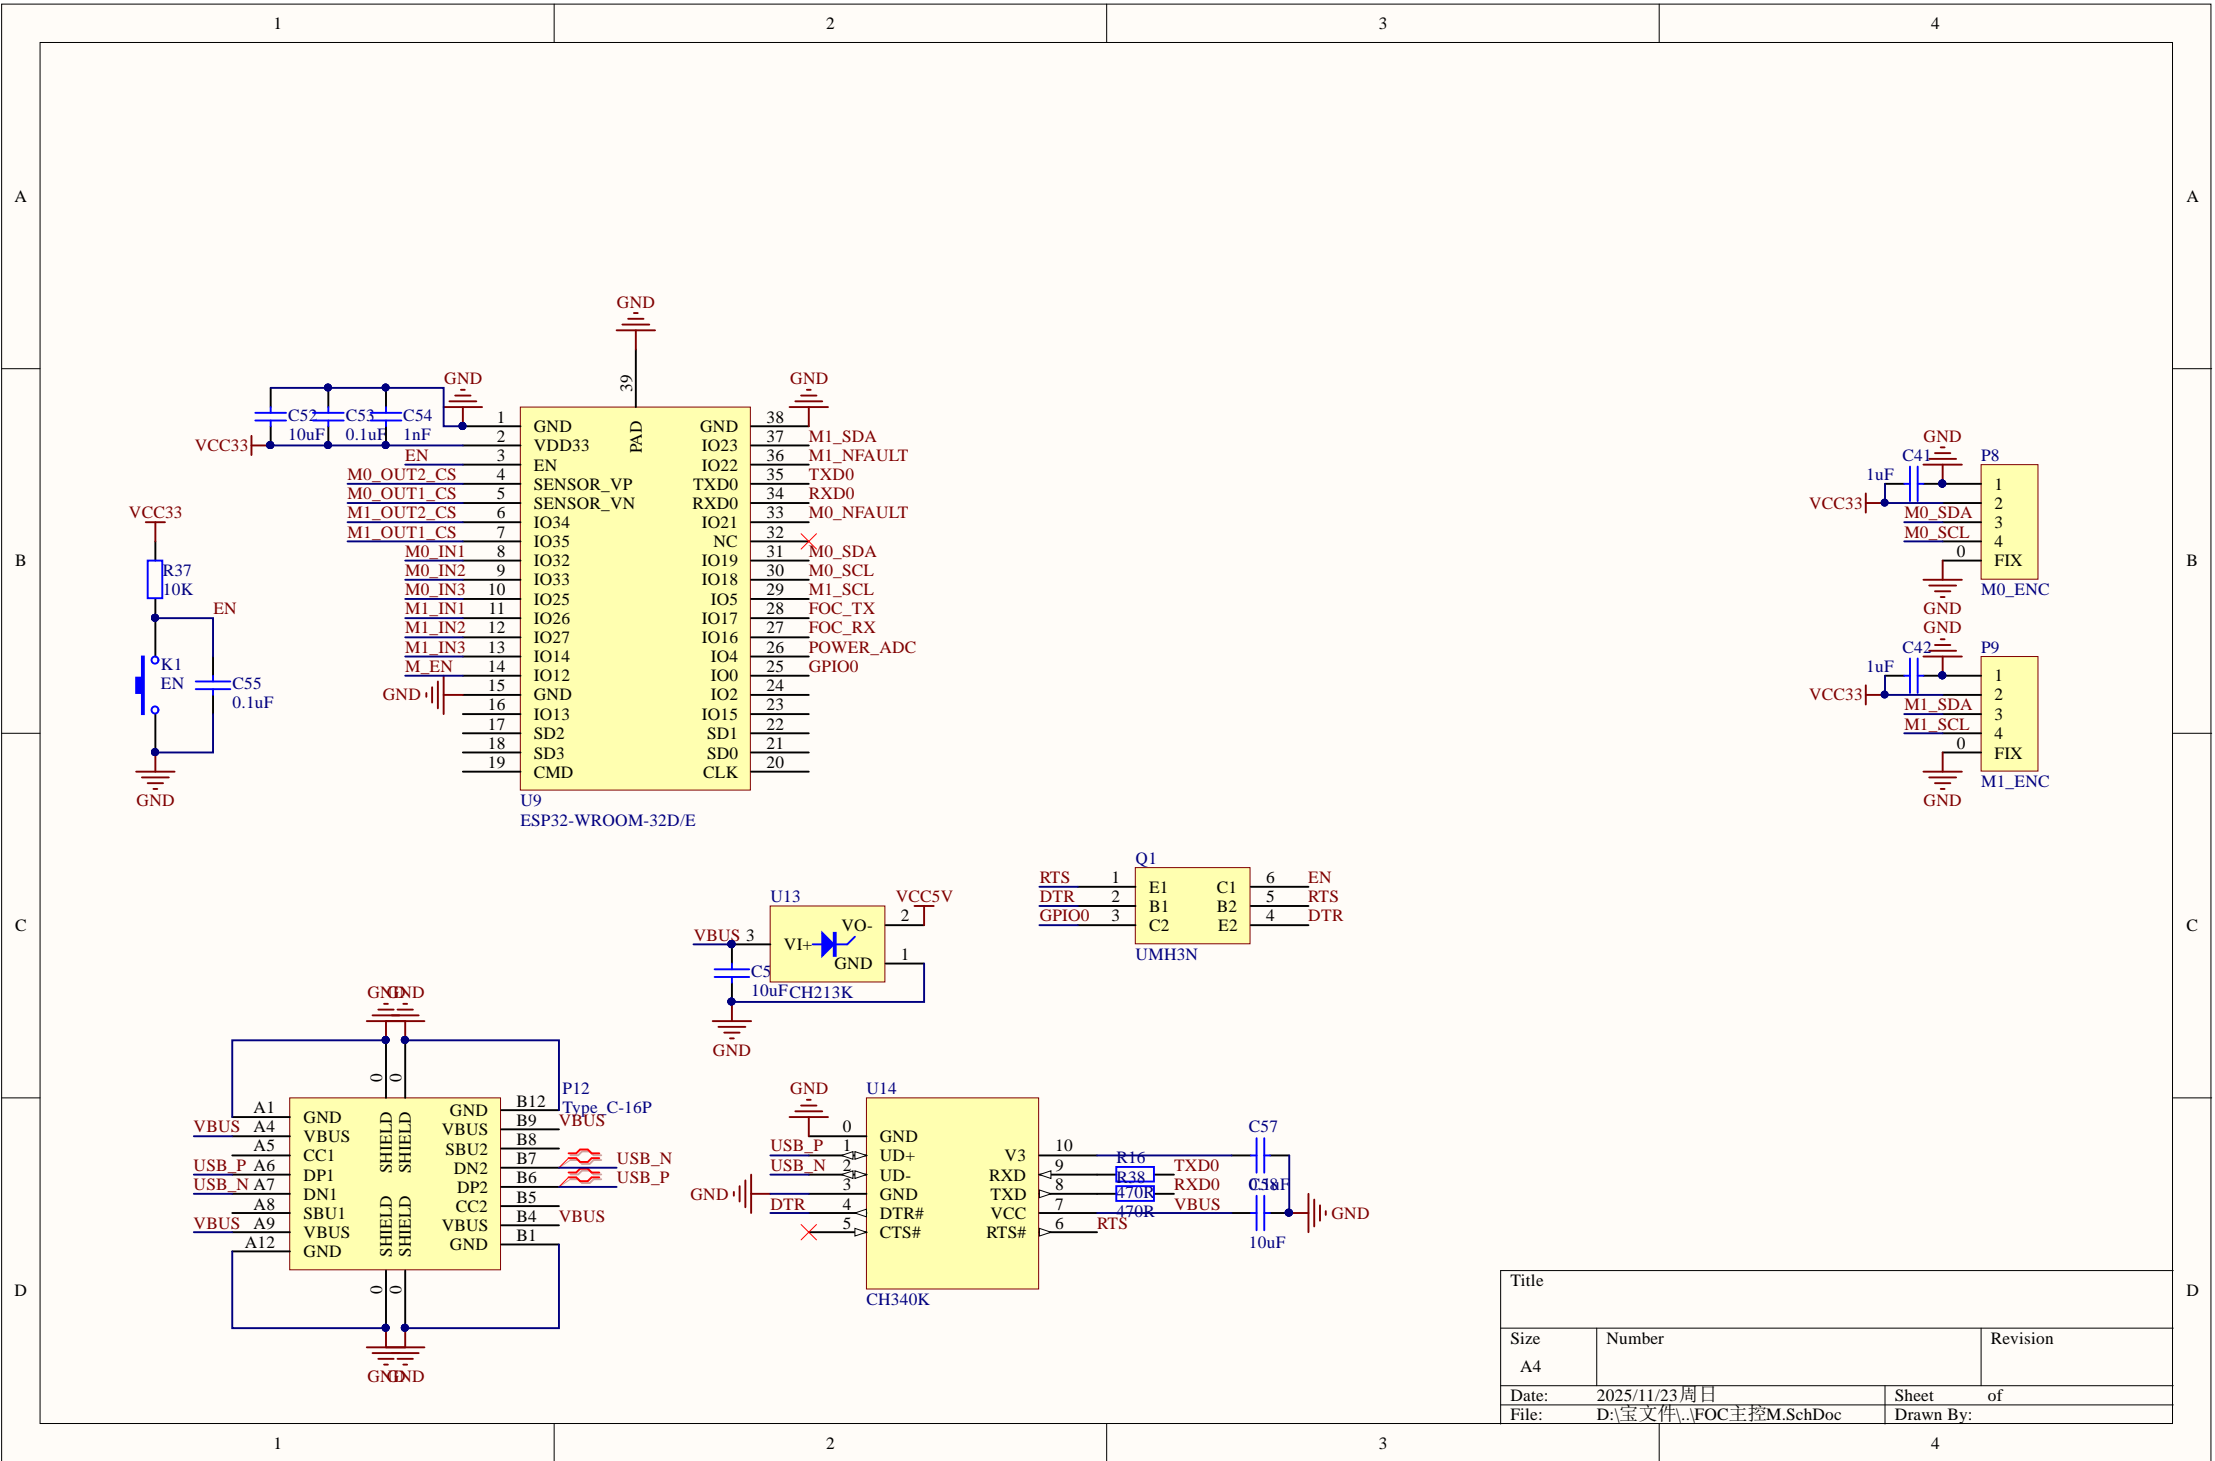 1 2 3 4
A A
B B
C C
D D
1 2 3 4
GND
39
GND
GND
C52
10uF
C53
0.1uF
C54
1nF
VCC33
EN
M0_OUT2_CS
M0_OUT1_CS
M1_OUT2_CS
M1_OUT1_CS
M0_IN1
M0_IN2
M0_IN3
M1_IN1
M1_IN2
M1_IN3
M_EN
GND
1 GND
2 VDD33
3 EN
4 SENSOR_VP
5 SENSOR_VN
6 IO34
7 IO35
8 IO32
9 IO33
10 IO25
11 IO26
12 IO27
13 IO14
14 IO12
15 GND
16 IO13
17 SD2
18 SD3
19 CMD
PAD
GND 38
IO23 37 M1_SDA
IO22 36 M1_NFAULT
TXD0 35 TXD0
RXD0 34 RXD0
IO21 33 M0_NFAULT
NC 32
IO19 31 M0_SDA
IO18 30 M0_SCL
IO5 29 M1_SCL
IO17 28 FOC_TX
IO16 27 FOC_RX
IO4 26 POWER_ADC
IO0 25 GPIO0
IO2 24
IO15 23
SD1 22
SD0 21
CLK 20
U9
ESP32-WROOM-32D/E
VCC33
R37
10K
EN
K1
EN
C55
0.1uF
GND
GND
C41
1uF
P8
VCC33
M0_SDA
M0_SCL
0
1
2
3
4
FIX
M0_ENC
GND
GND
C42
1uF
P9
VCC33
M1_SDA
M1_SCL
0
1
2
3
4
FIX
M1_ENC
GND
Q1
RTS 1 E1 C1 6 EN
DTR 2 B1 B2 5 RTS
GPIO0 3 C2 E2 4 DTR
UMH3N
U13
VCC5V
VO- 2
VBUS 3 VI+
GND 1
C5
10uF
CH213K
GND
GND GND
0 0
P12
Type_C-16P
A1 GND
VBUS A4 VBUS
A5 CC1
USB_P A6 DP1
USB_N A7 DN1
A8 SBU1
VBUS A9 VBUS
A12 GND
SHIELD SHIELD
SHIELD SHIELD
GND B12
VBUS B9 VBUS
SBU2 B8
DN2 B7 USB_N
DP2 B6 USB_P
CC2 B5
VBUS B4 VBUS
GND B1
0 0
GND GND
GND
U14
0 GND
USB_P 1 UD+
USB_N 2 UD-
GND 3 GND
DTR 4 DTR#
5 CTS#
V3 10
RXD 9 TXD0
TXD 8 RXD0
VCC 7 VBUS
RTS# 6 RTS
CH340K
R16
R38
470R
470R
C57
C58
10uF
GND
Title
Size Number Revision
A4
Date: 2025/11/23周日 Sheet of
File: D:\宝文件\..\FOC主控M.SchDoc Drawn By: